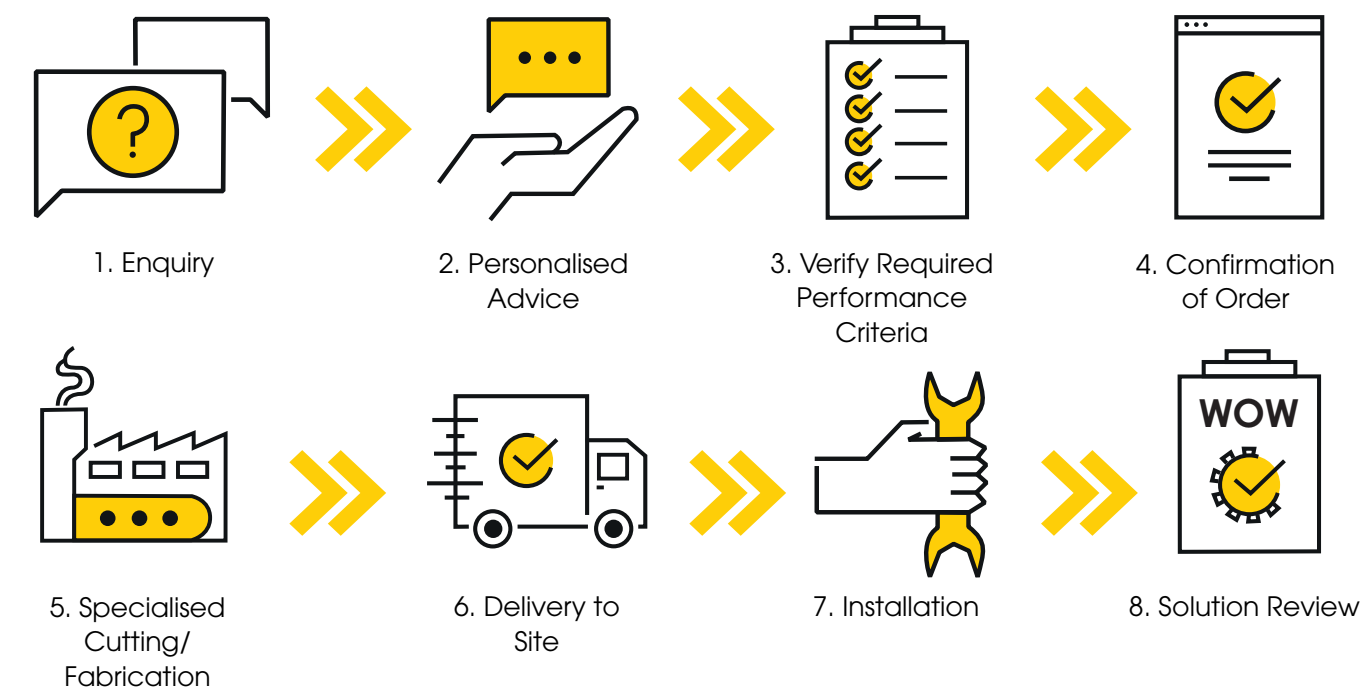 ?
1. Enquiry
2. Personalised
Advice
3. Verify Required
Performance
Criteria
4. Confirmation
of Order
5. Specialised
Cutting/
Fabrication
6. Delivery to
Site
7. Installation
WOW
8. Solution Review